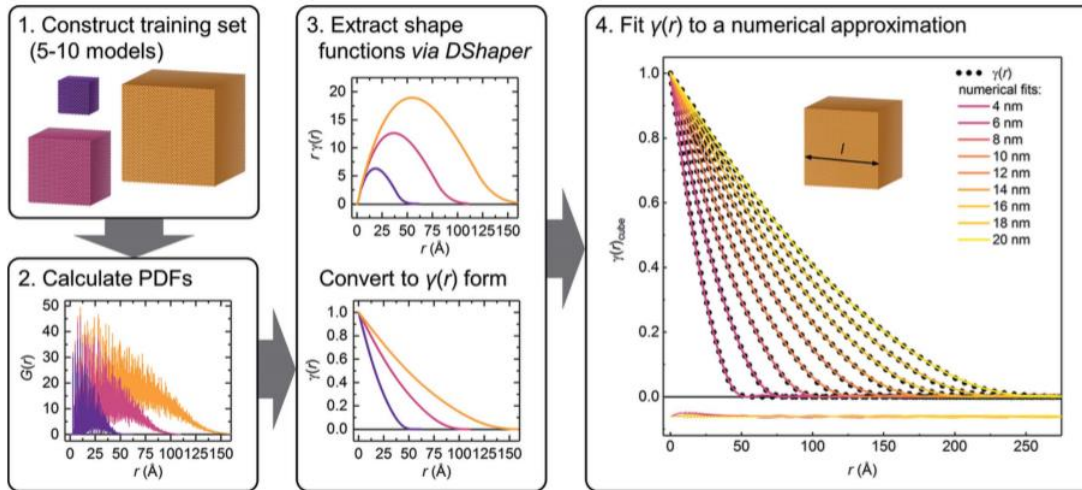 1. Construct training set
(5-10 models)
2. Calculate PDFs
50
40
30
20
10
0
G(r)
0 25 50 75 100 125 150
r (Å)
3. Extract shape
functions via DShaper
20
15
10
5
0
r γ(r)
0 25 50 75 100 125 150
r (Å)
Convert to γ(r) form
1.0
0.8
0.6
0.4
0.2
0.0
γ(r)
0 25 50 75 100 125 150
r (Å)
4. Fit γ(r) to a numerical approximation
1.0
0.8
0.6
0.4
0.2
0.0
γ(r)cube
l
γ(r)
numerical fits:
4 nm
6 nm
8 nm
10 nm
12 nm
14 nm
16 nm
18 nm
20 nm
0 50 100 150 200 250
r (Å)